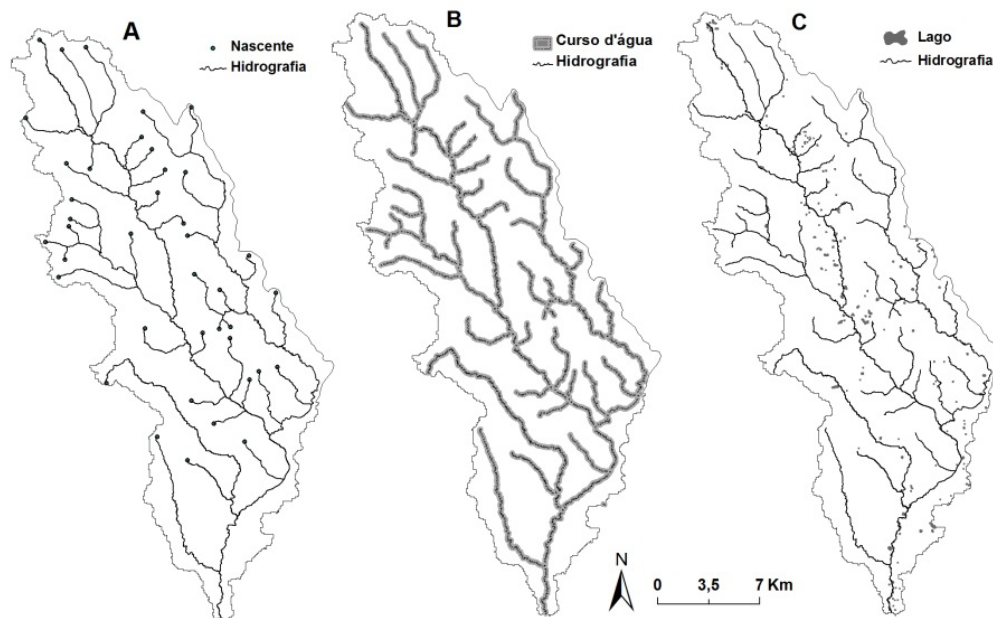 A
Nascente
Hidrografia
B
Curso d'água
Hidrografia
C
Lago
Hidrografia
N
0 3,5 7 Km